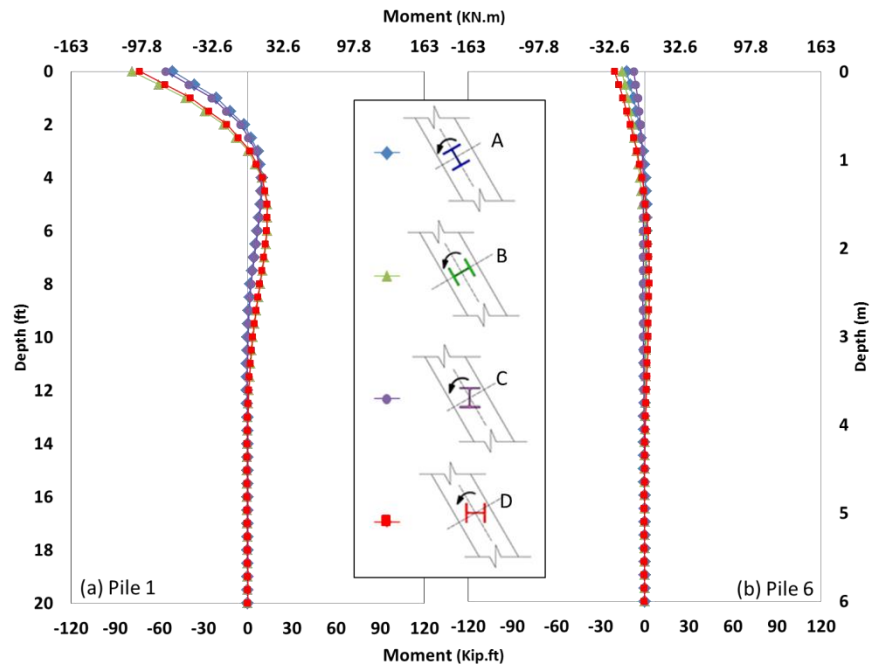 Moment (KN.m)
-163 -97.8 -32.6 32.6 97.8 163
-163 -97.8 -32.6 32.6 97.8 163
0
2
4
6
8
10
12
14
16
18
20
Depth (ft)
A
B
C
D
0
1
2
3
4
5
6
Depth (m)
(a) Pile 1
(b) Pile 6
-120 -90 -60 -30 0 30 60 90 120
-120 -90 -60 -30 0 30 60 90 120
Moment (Kip.ft)